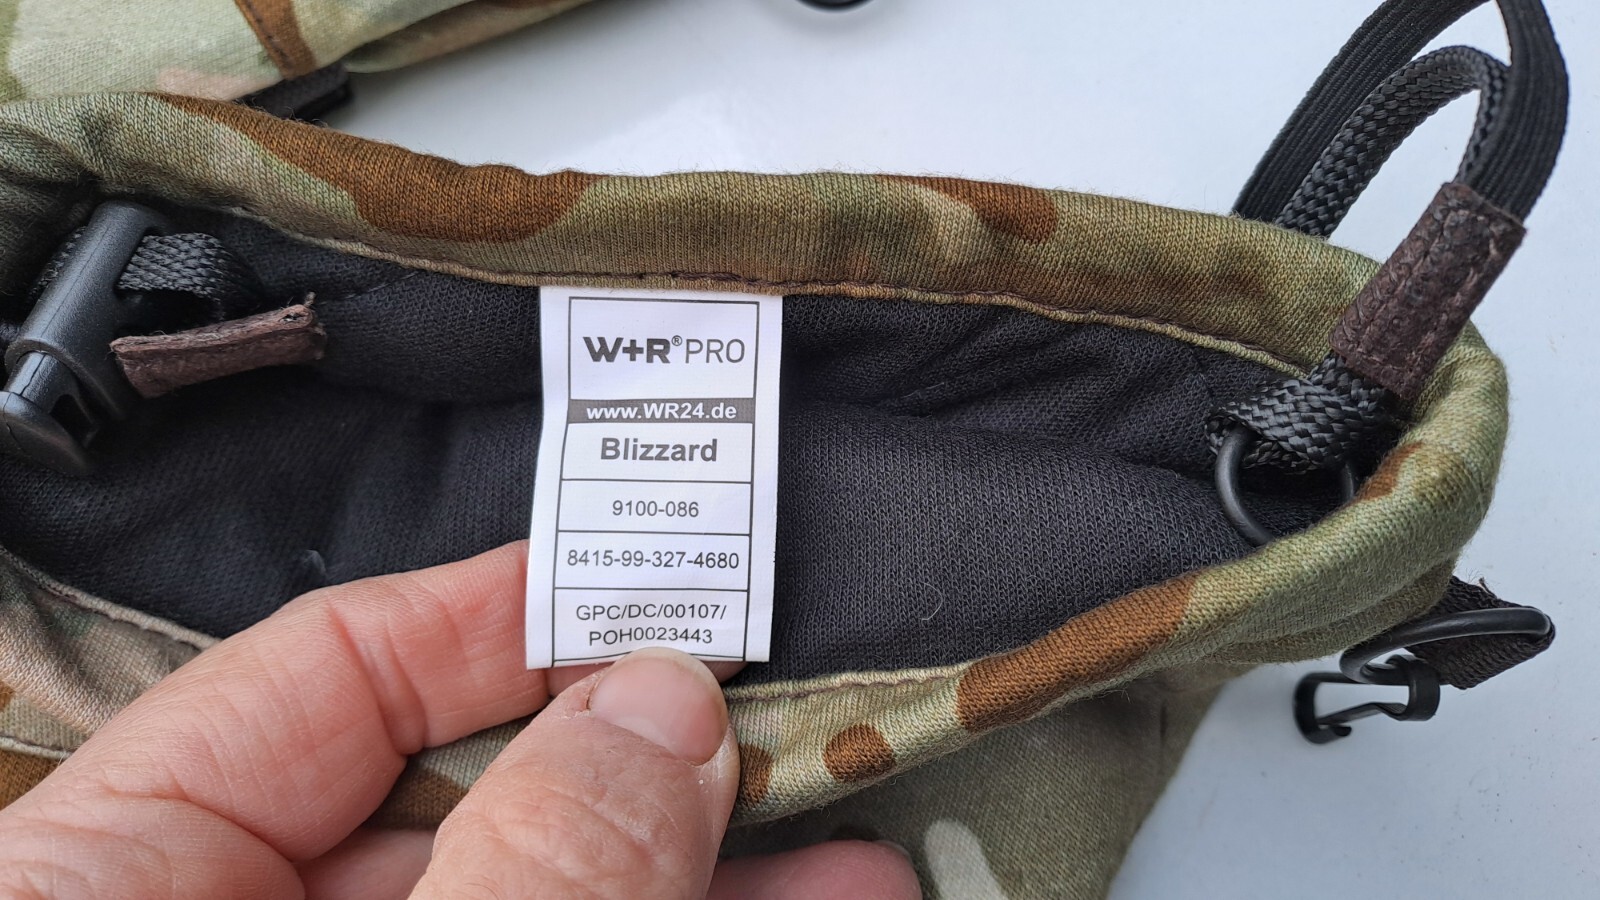 W+R® PRO
www.WR24.de
Blizzard
9100-086
8415-99-327-4680
GPC/DC/00107/
POH0023443